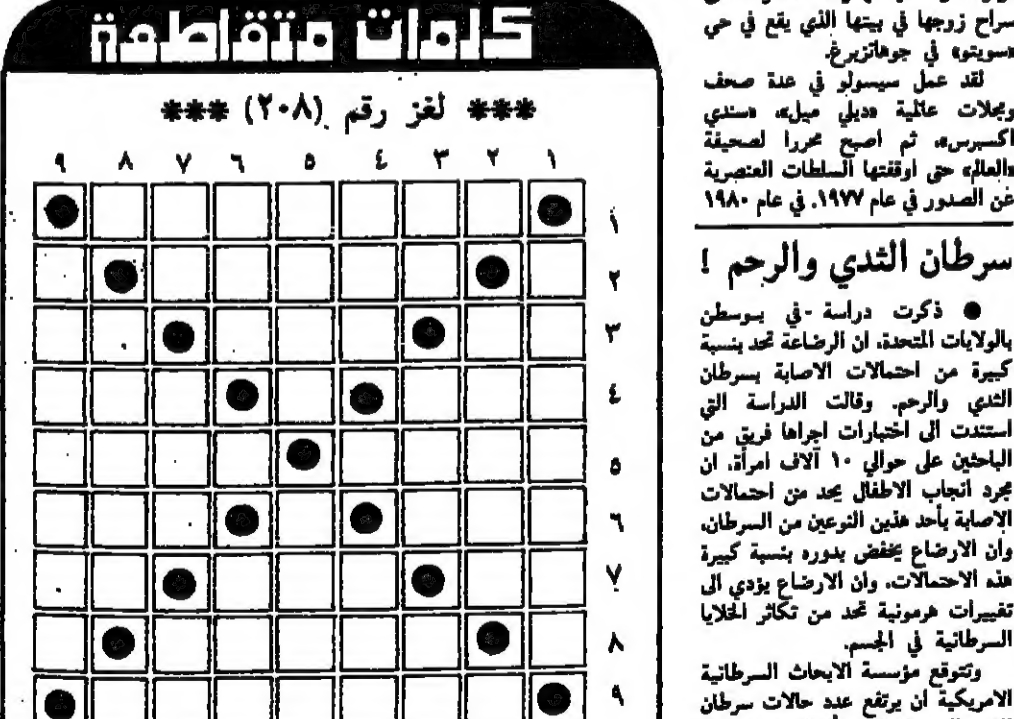 سراح زوجها في بيتها الذي يقع في حي
«سويتو» في جوهانزبرغ.
لقد عمل سيسولو في عدة صحف
ومجلات عالمية «ديلي ميل»، «سندي
اكسبرس»، ثم اصبح محررا لصحيفة
«العالم» حتى اوقفتها السلطات العنصرية
عن الصدور في عام ١٩٧٧. في عام ١٩٨٠
سرطان الثدي والرحم !
● ذكرت دراسة - في بوسطن
بالولايات المتحدة، ان الرضاعة تحد بنسبة
كبيرة من احتمالات الاصابة بسرطان
الثدي والرحم. وقالت الدراسة التي
استندت الى اختبارات اجراها فريق من
الباحثين على حوالي ١٠ آلاف امرأة، ان
مجرد انجاب الاطفال يحد من احتمالات
الاصابة بأحد هذين النوعين من السرطان،
وان الارضاع يخفض بدوره بنسبة كبيرة
هذه الاحتمالات، وان الارضاع يؤدي الى
تغييرات هرمونية تحد من تكاثر الخلايا
السرطانية في الجسم.
وتتوقع مؤسسة الابحاث السرطانية
الامريكية أن يرتفع عدد حالات سرطان
كلمات متقاطعة
*** لغز رقم (٢٠٨) ***
١ ٢ ٣ ٤ ٥ ٦ ٧ ٨ ٩
١
٢
٣
٤
٥
٦
٧
٨
٩